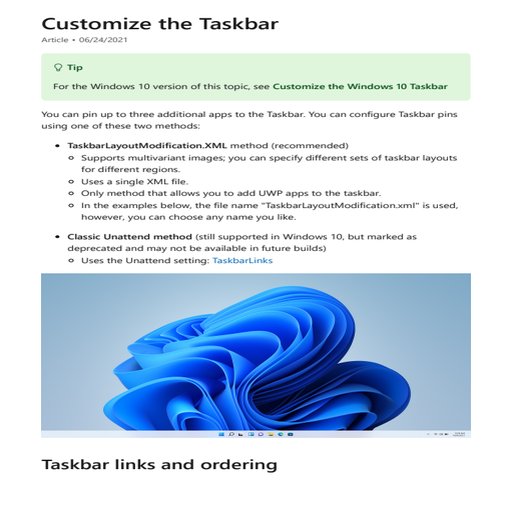 Customize the Taskbar
Article • 06/24/2021
Tip
For the Windows 10 version of this topic, see Customize the Windows 10 Taskbar
You can pin up to three additional apps to the Taskbar. You can configure Taskbar pins
using one of these two methods:
• TaskbarLayoutModification.XML method (recommended)
Supports multivariant images; you can specify different sets of taskbar layouts
for different regions.
Uses a single XML file.
Only method that allows you to add UWP apps to the taskbar.
In the examples below, the file name "TaskbarLayoutModification.xml" is used,
however, you can choose any name you like.
• Classic Unattend method (still supported in Windows 10, but marked as
deprecated and may not be available in future builds)
Uses the Unattend setting: TaskbarLinks
Taskbar links and ordering